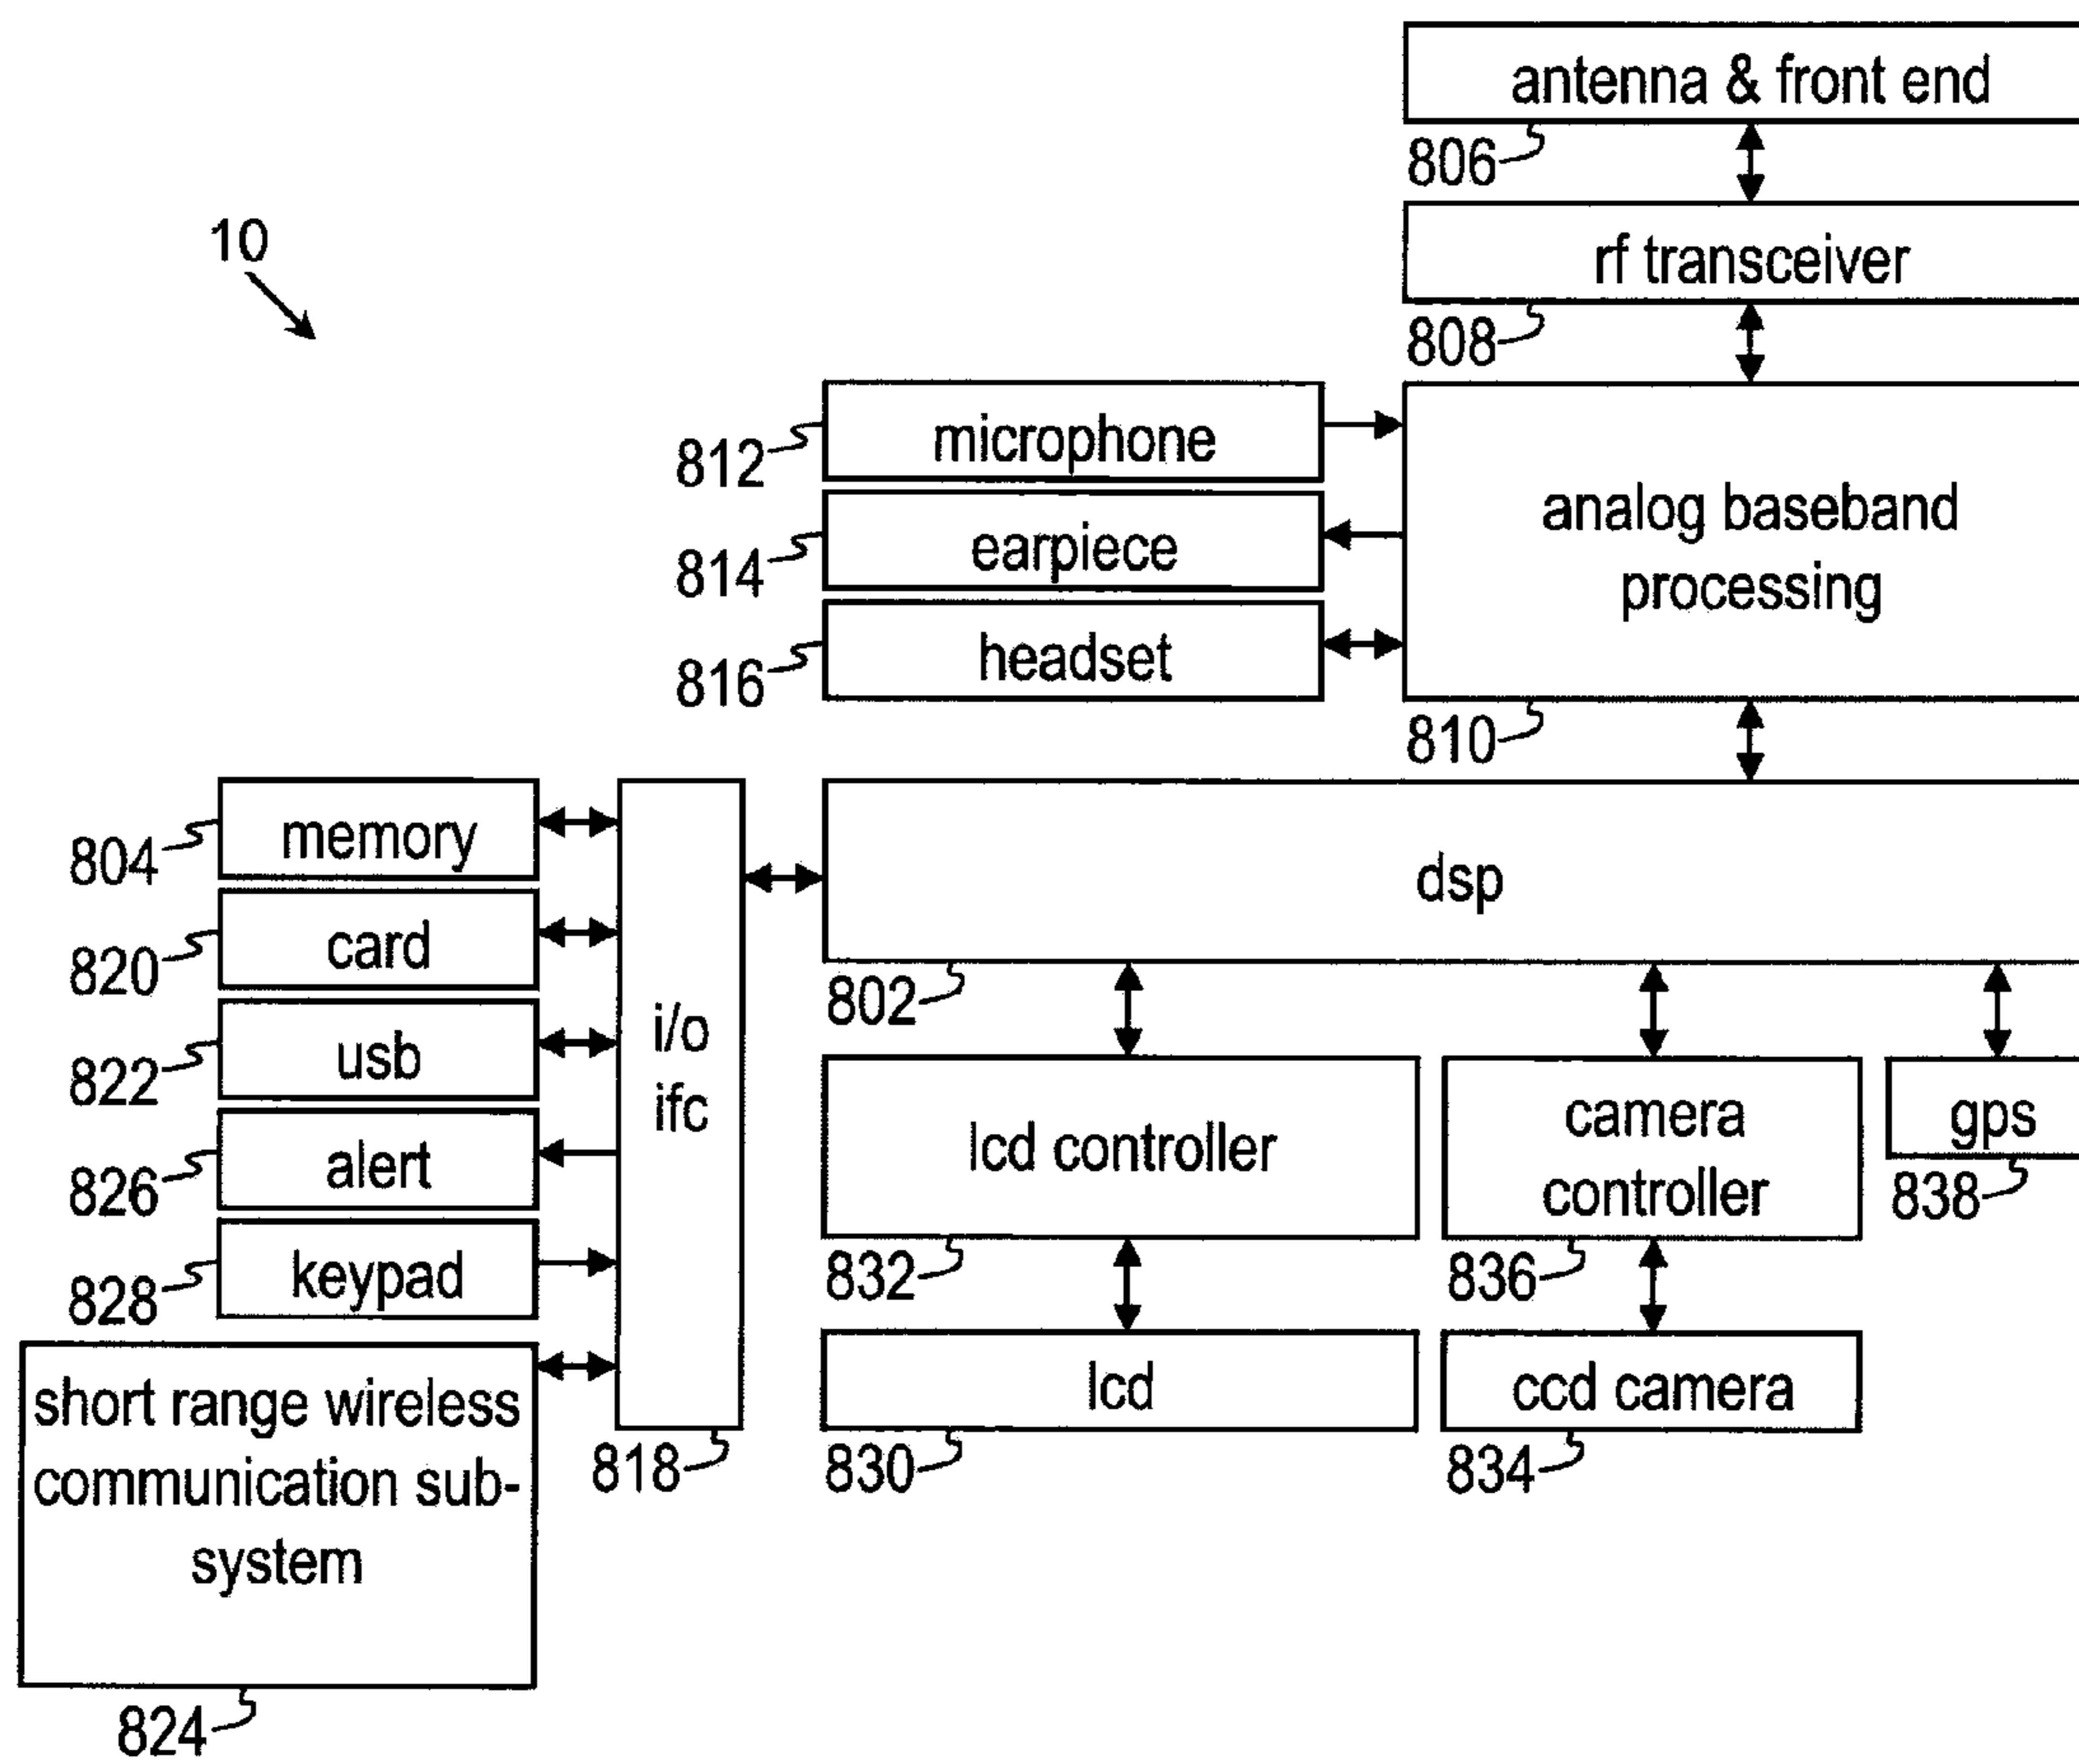 antenna & front end
806
10
rf transceiver
808
microphone
812
earpiece
814
headset
816
analog baseband
processing
810
memory
804
card
820
usb
822
alert
826
keypad
828
short range wireless
communication sub-
system
824
i/o
ifc
818
dsp
802
lcd controller
832
lcd
830
camera
controller
836
ccd camera
834
gps
838